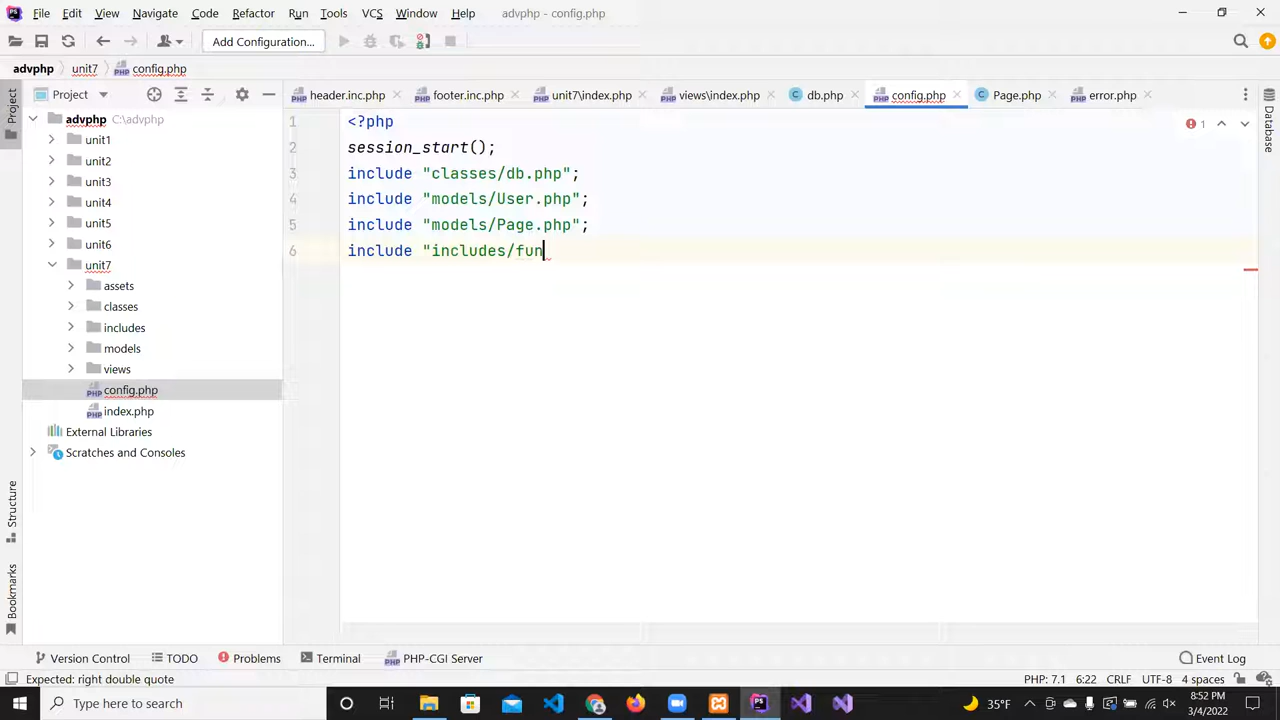 File Edit View Navigate Code Refactor Run Tools VCS Window Help advphp - config.php
Add Configuration...
advphp unit7 config.php
Project
header.inc.php footer.inc.php unit7\index.php views\index.php db.php config.php Page.php error.php
advphp C:\advphp
unit1
unit2
unit3
unit4
unit5
unit6
unit7
assets
classes
includes
models
views
config.php
index.php
External Libraries
Scratches and Consoles
1 <?php
2 session_start();
3 include "classes/db.php";
4 include "models/User.php";
5 include "models/Page.php";
6 include "includes/fun
1
Project
Structure
Bookmarks
Database
Version Control TODO Problems Terminal PHP-CGI Server Event Log
Expected: right double quote PHP: 7.1 6:22 CRLF UTF-8 4 spaces
Type here to search 35°F 8:52 PM
3/4/2022